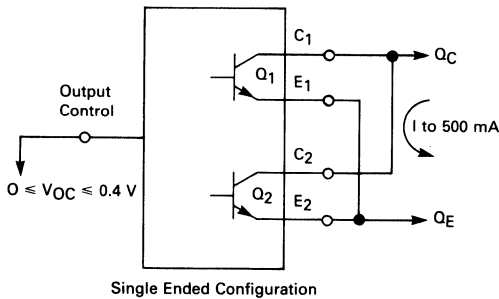 C1
QC
Q1
E1
Output
Control
I to 500 mA
C2
O ≤ VOC ≤ 0.4 V
Q2
E2
QE
Single Ended Configuration